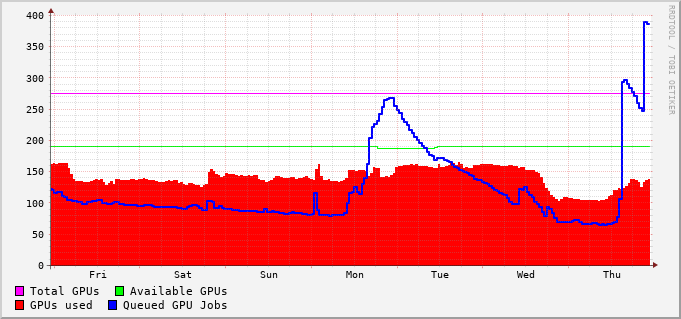 400
350
300
250
200
150
100
50
0
Fri Sat Sun Mon Tue Wed Thu
Total GPUs Available GPUs
GPUs used Queued GPU Jobs
RRDTOOL / TOBI OETIKER